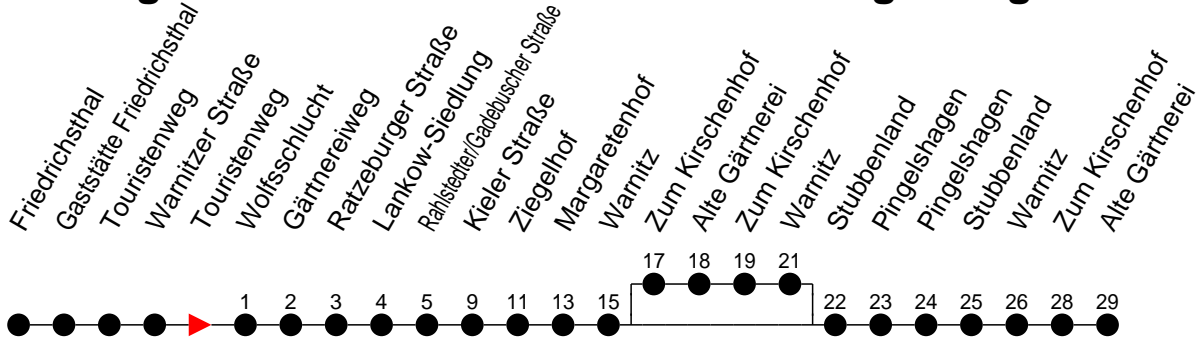 Friedrichsthal
Gaststätte Friedrichsthal
Touristenweg
Warnitzer Straße
Touristenweg
Wolfsschlucht
Gärtnereiweg
Ratzeburger Straße
Lankow-Siedlung
Rahlstedter/Gadebuscher Straße
Kieler Straße
Ziegelhof
Margaretenhof
Warnitz
Zum Kirschenhof
Alte Gärtnerei
Zum Kirschenhof
Warnitz
Stubbenland
Pingelshagen
Pingelshagen
Stubbenland
Warnitz
Zum Kirschenhof
Alte Gärtnerei
17 18 19 21
1 2 3 4 5 9 11 13 15 22 23 24 25 26 28 29